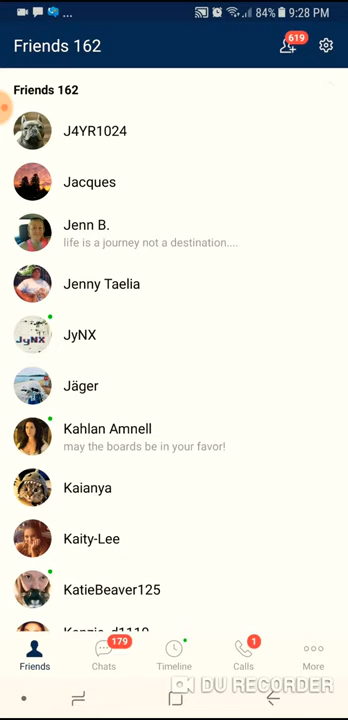 ... 84% 9:28 PM
Friends 162
619
Friends 162
J4YR1024
Jacques
Jenn B.
life is a journey not a destination....
Jenny Taelia
JyNX
JyNX
Jäger
Kahlan Amnell
may the boards be in your favor!
Kaianya
Kaity-Lee
KatieBeaver125
Kenzie_d1119
179
1
Friends Chats Timeline Calls More
DU RECORDER